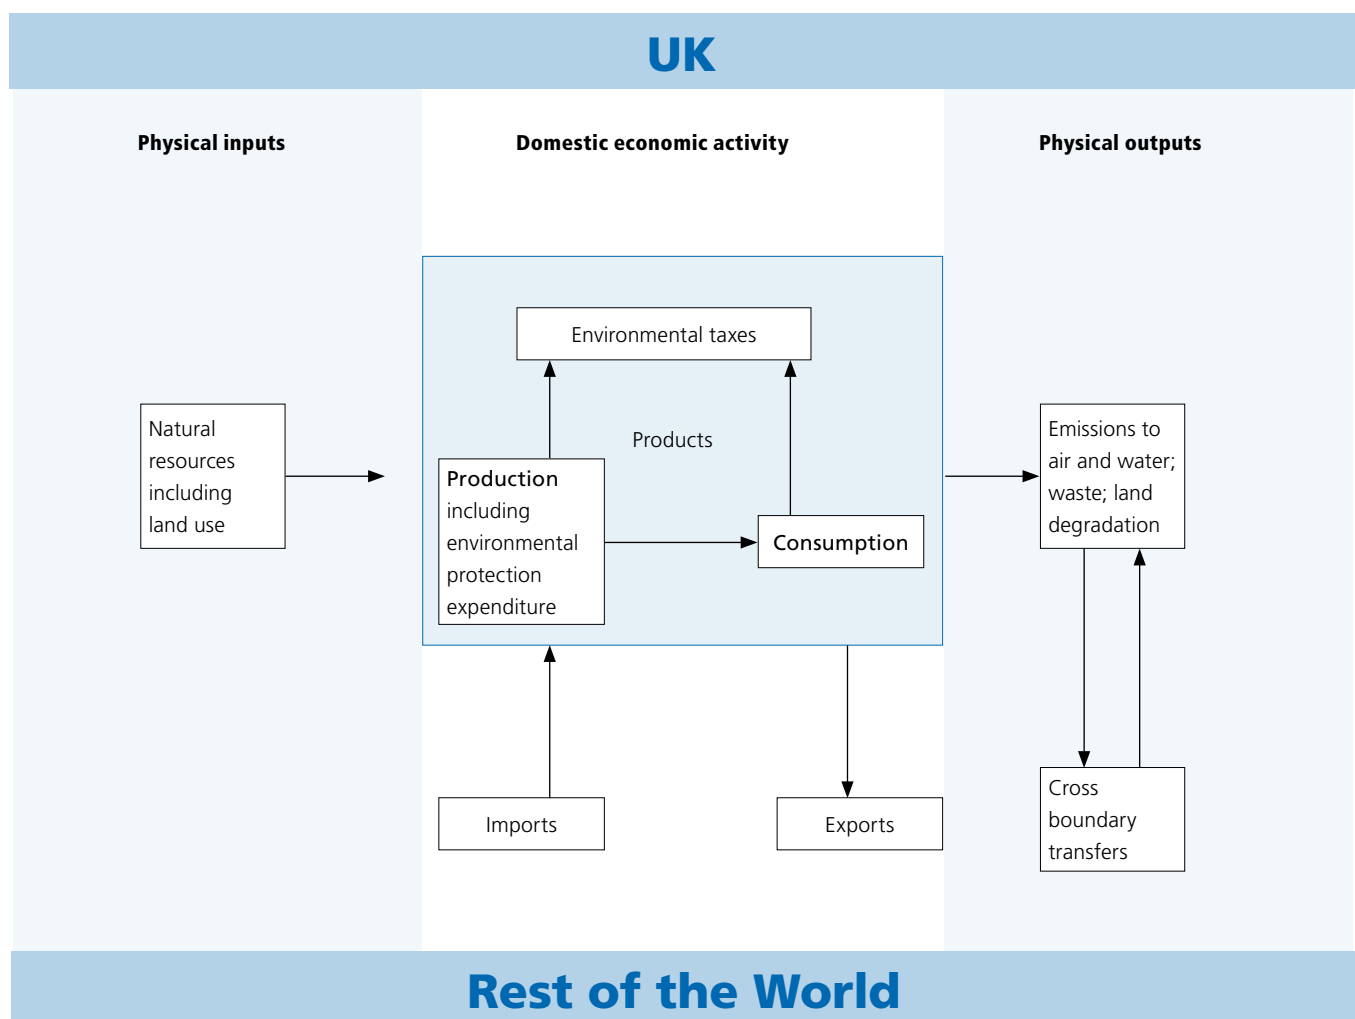 UK
Physical inputs
Domestic economic activity
Physical outputs
Environmental taxes
Natural
resources
including
land use
Products
Production
including
environmental
protection
expenditure
Consumption
Emissions to
air and water;
waste; land
degradation
Imports
Exports
Cross
boundary
transfers
Rest of the World